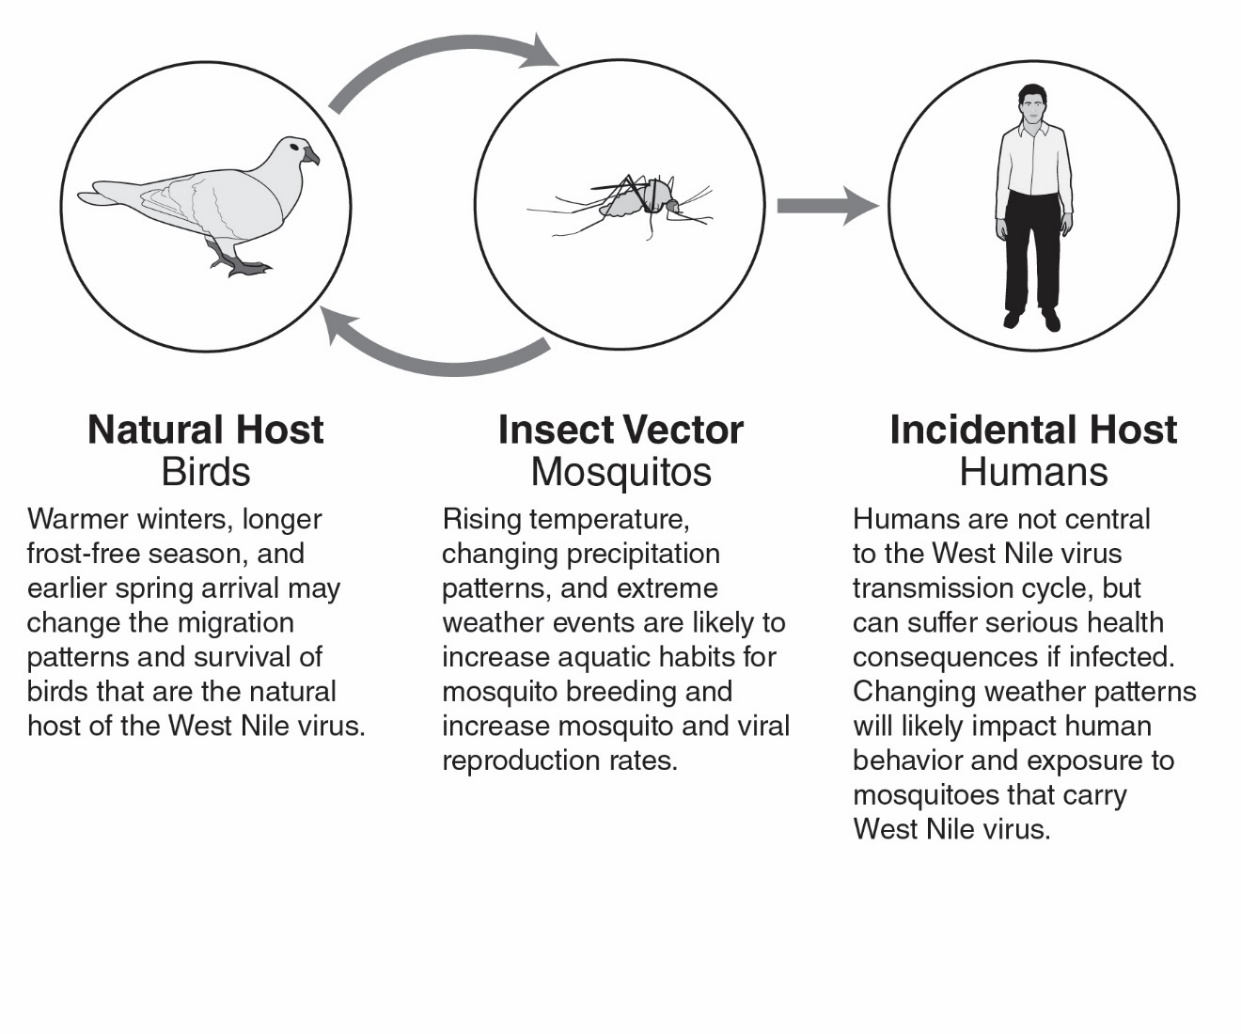 Natural Host
Birds
Warmer winters, longer
frost-free season, and
earlier spring arrival may
change the migration
patterns and survival of
birds that are the natural
host of the West Nile virus.
Insect Vector
Mosquitos
Rising temperature,
changing precipitation
patterns, and extreme
weather events are likely to
increase aquatic habits for
mosquito breeding and
increase mosquito and viral
reproduction rates.
Incidental Host
Humans
Humans are not central
to the West Nile virus
transmission cycle, but
can suffer serious health
consequences if infected.
Changing weather patterns
will likely impact human
behavior and exposure to
mosquitoes that carry
West Nile virus.